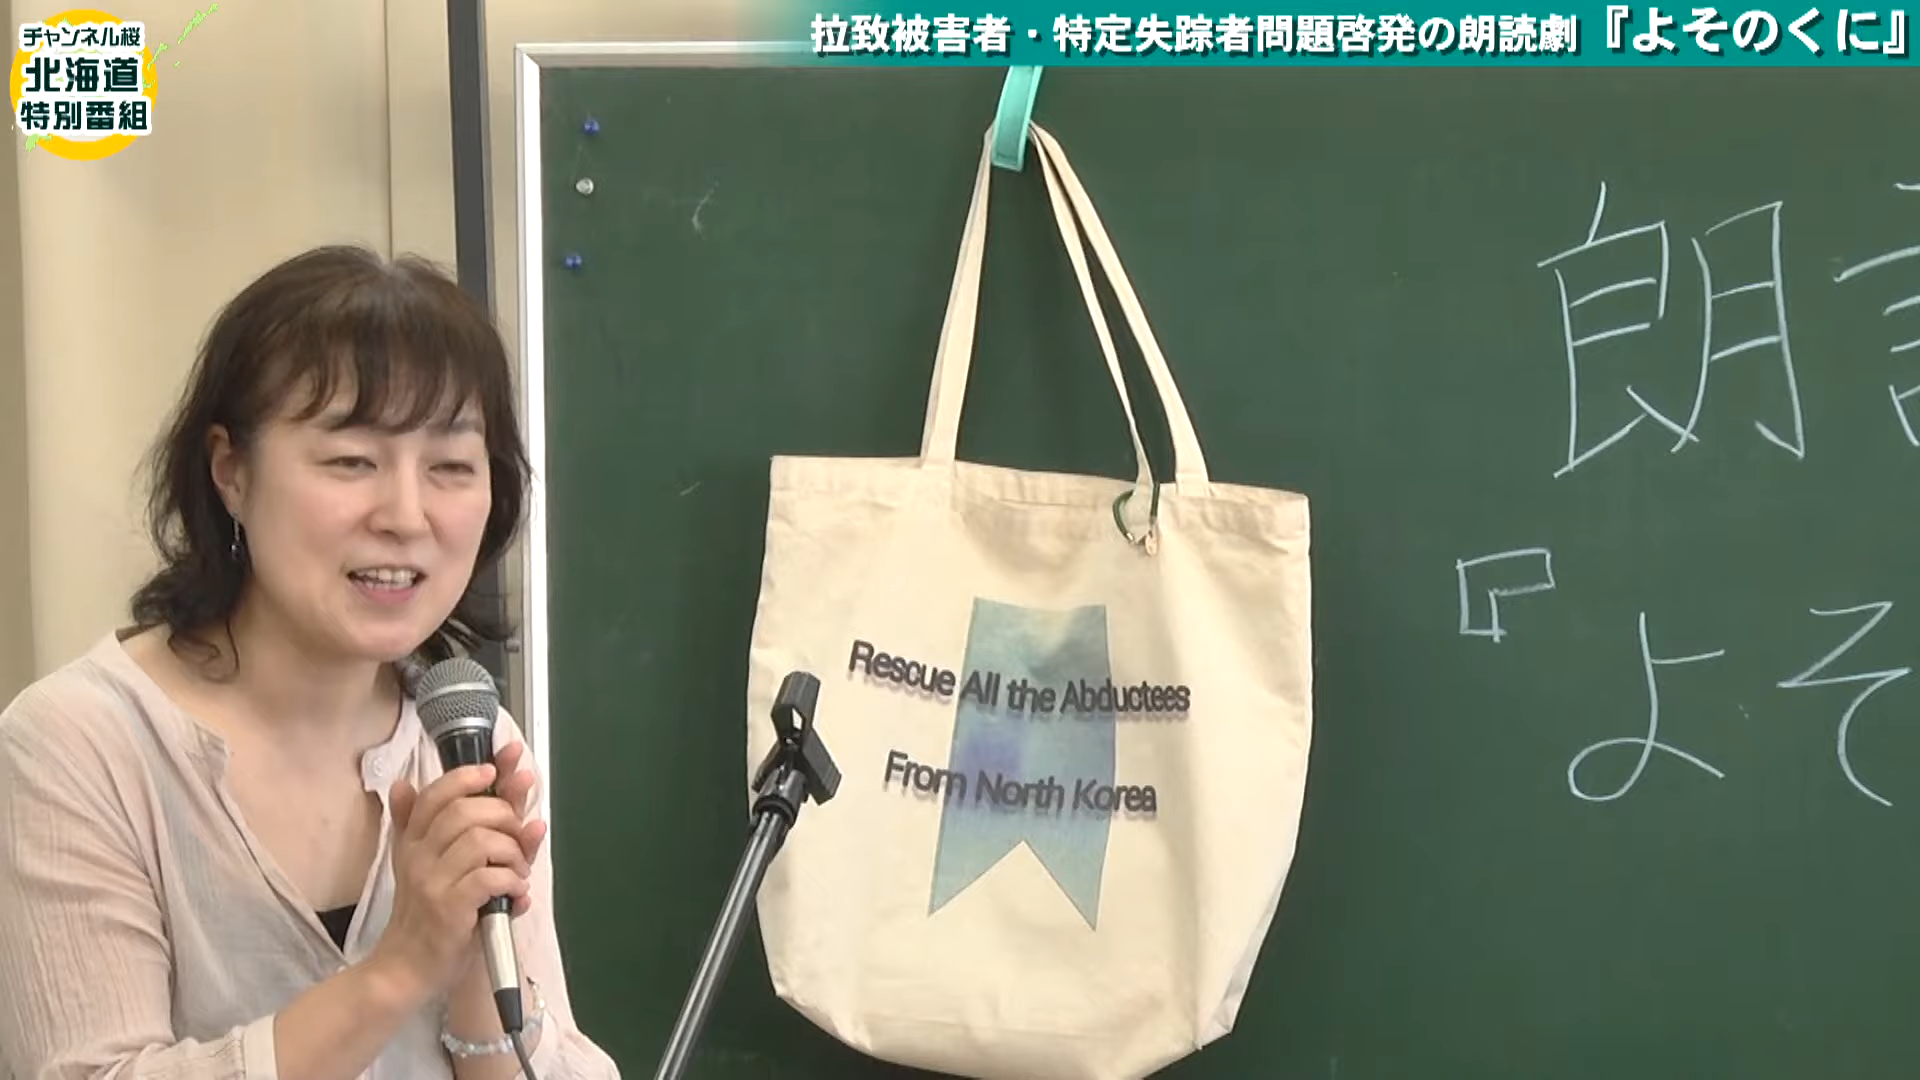 チャンネル桜
北海道
特別番組
拉致被害者・特定失踪者問題啓発の朗読劇『よそのくに』
朗
『よそ
Rescue All the Abductees
From North Korea